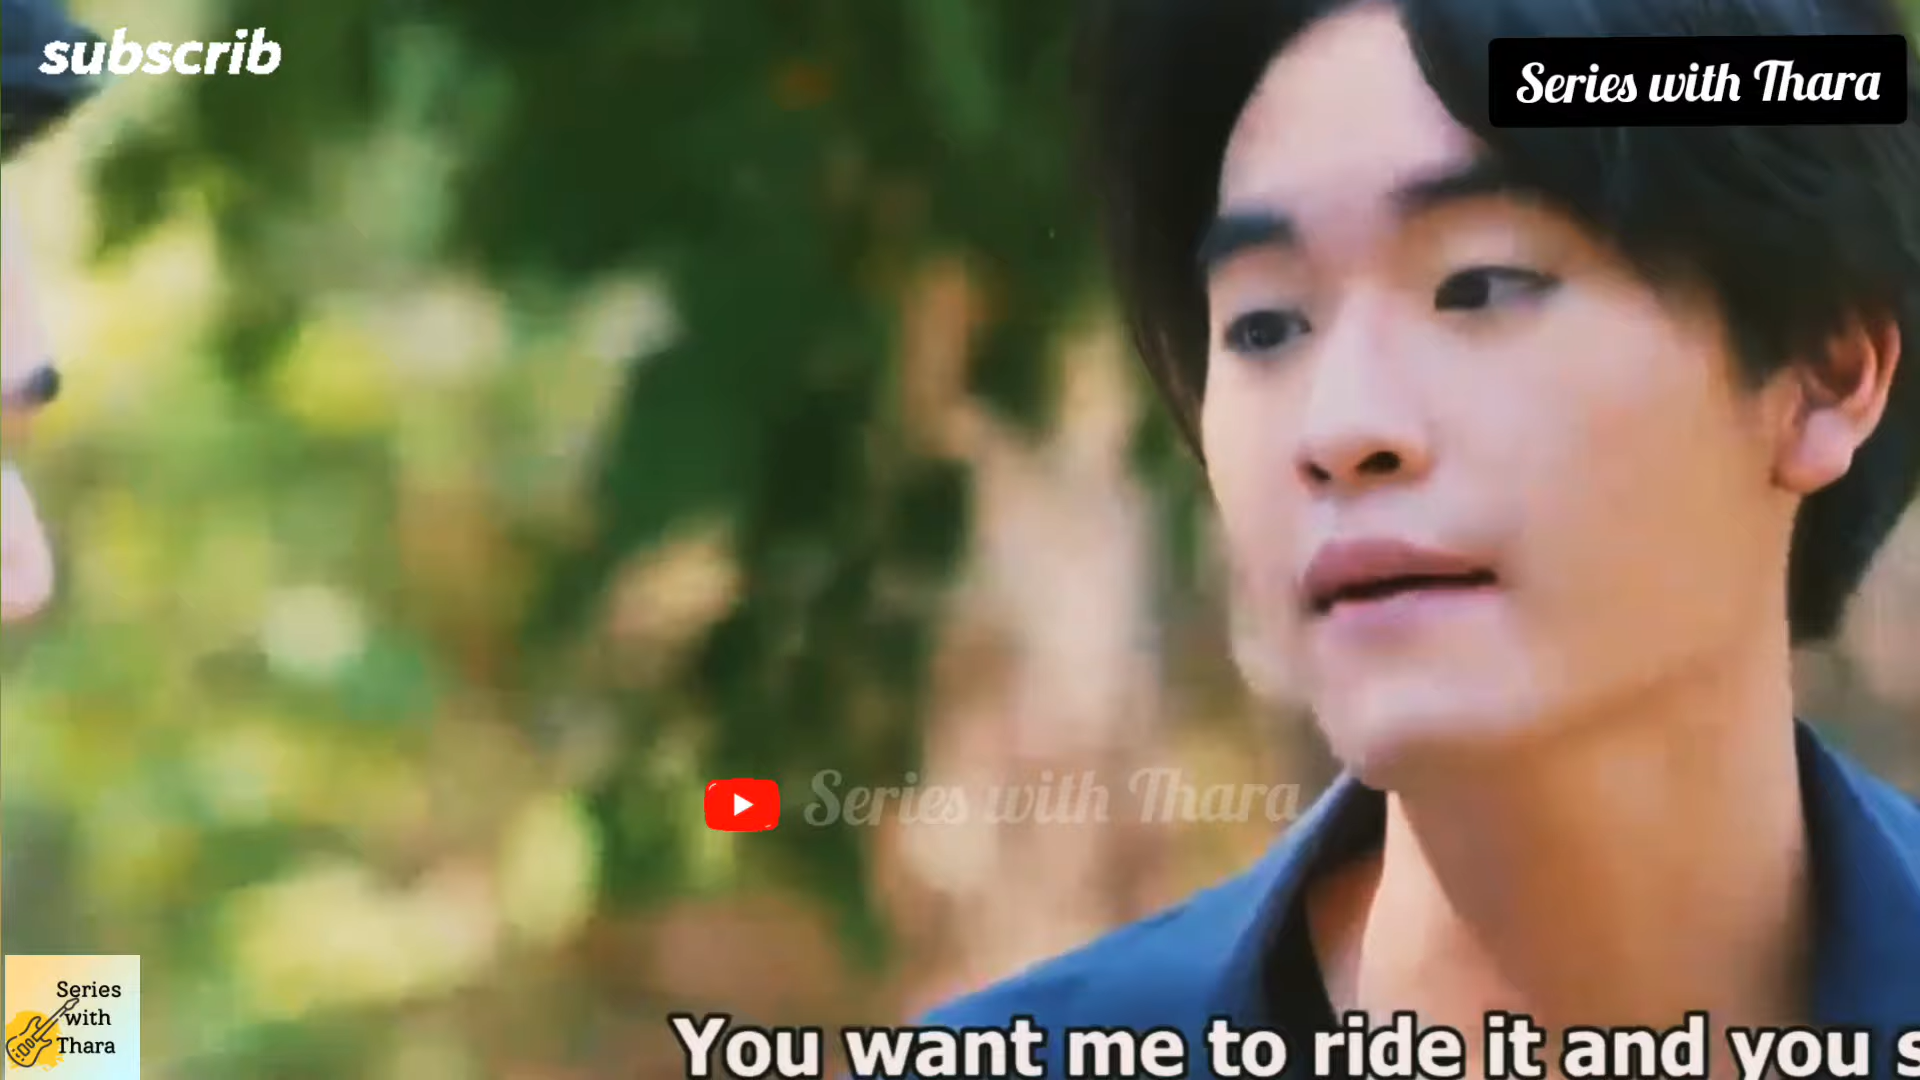 subscrib
Series with Thara
Series with Thara
Series
with
Thara
You want me to ride it and you